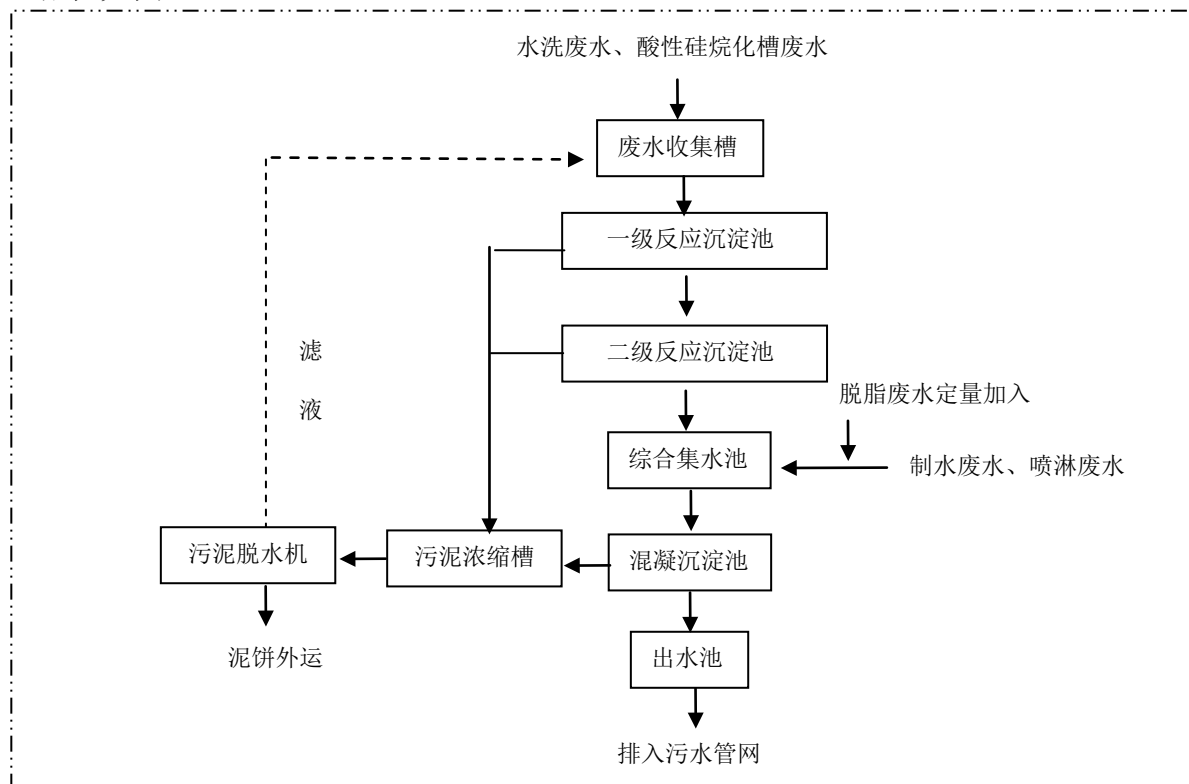 水洗废水、酸性硅烷化槽废水
废水收集槽
一级反应沉淀池
二级反应沉淀池
滤
液
脱脂废水定量加入
综合集水池
制水废水、喷淋废水
污泥脱水机
污泥浓缩槽
混凝沉淀池
泥饼外运
出水池
排入污水管网